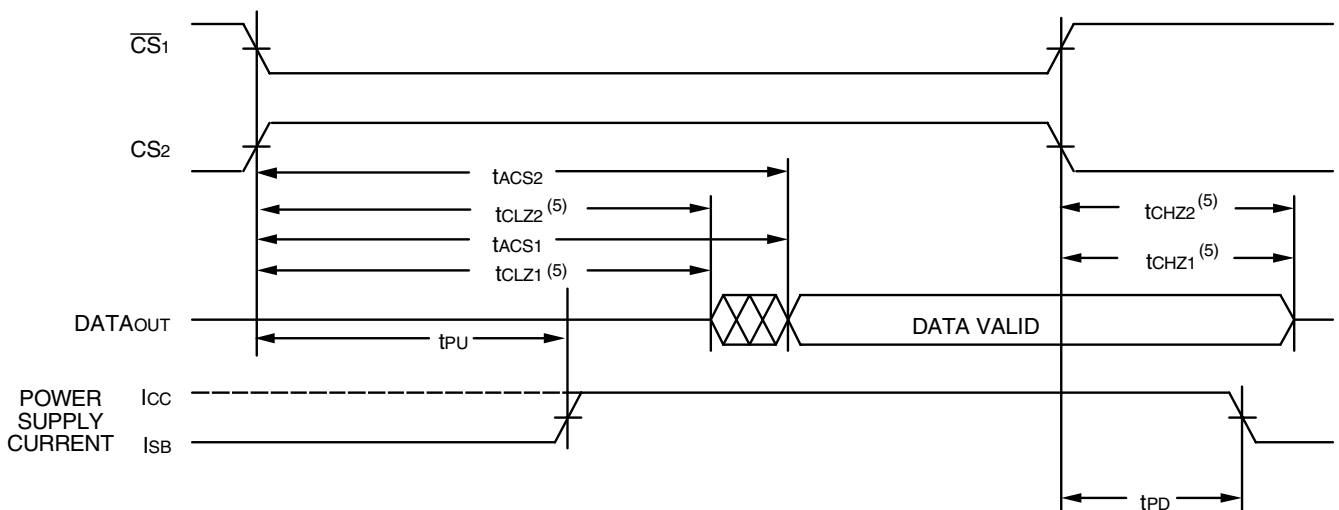 CS1
CS2
tACS2
tCLZ2 (5)
tCHZ2 (5)
tACS1
tCLZ1 (5)
tCHZ1 (5)
DATAOUT
DATA VALID
tPU
POWER
SUPPLY
CURRENT
ICC
ISB
tPD